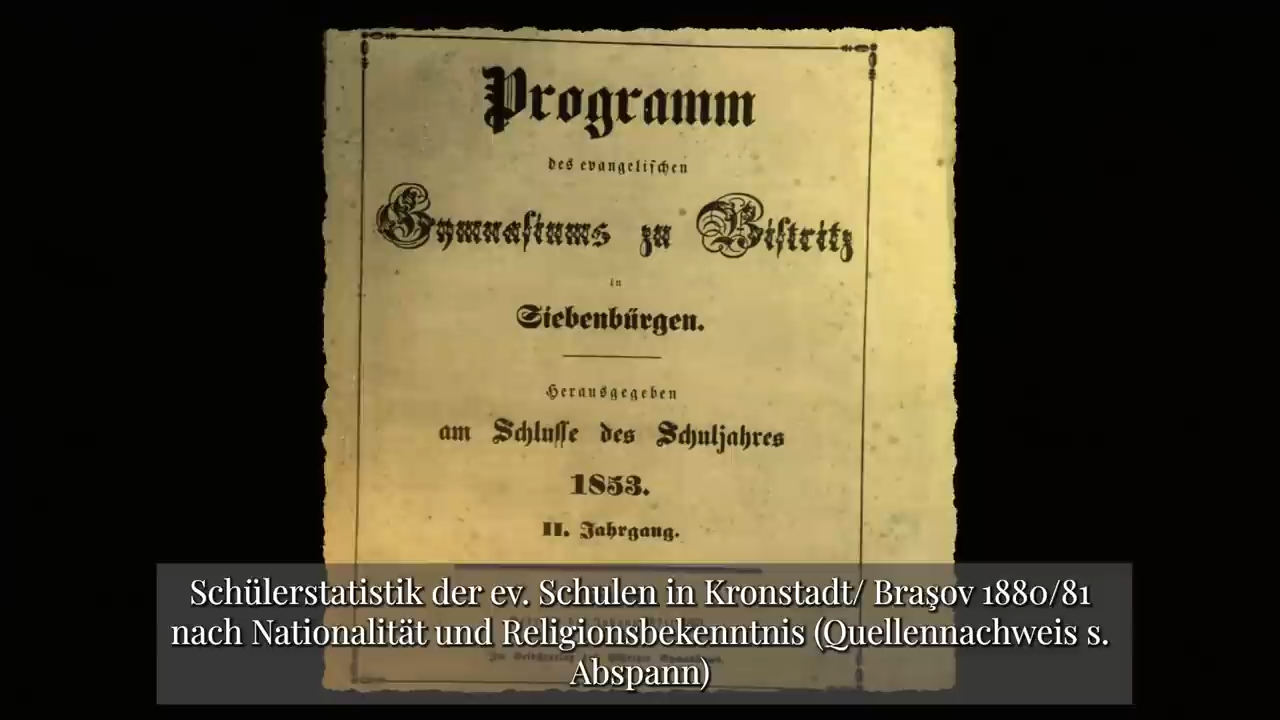 Programm
des evangelischen
Gymnasiums zu Bistritz
in
Siebenbürgen.
Herausgegeben
am Schlusse des Schuljahres
1853.
II. Jahrgang.
Schülerstatistik der ev. Schulen in Kronstadt/ Braşov 1880/81
nach Nationalität und Religionsbekenntnis (Quellennachweis s.
Abspann)